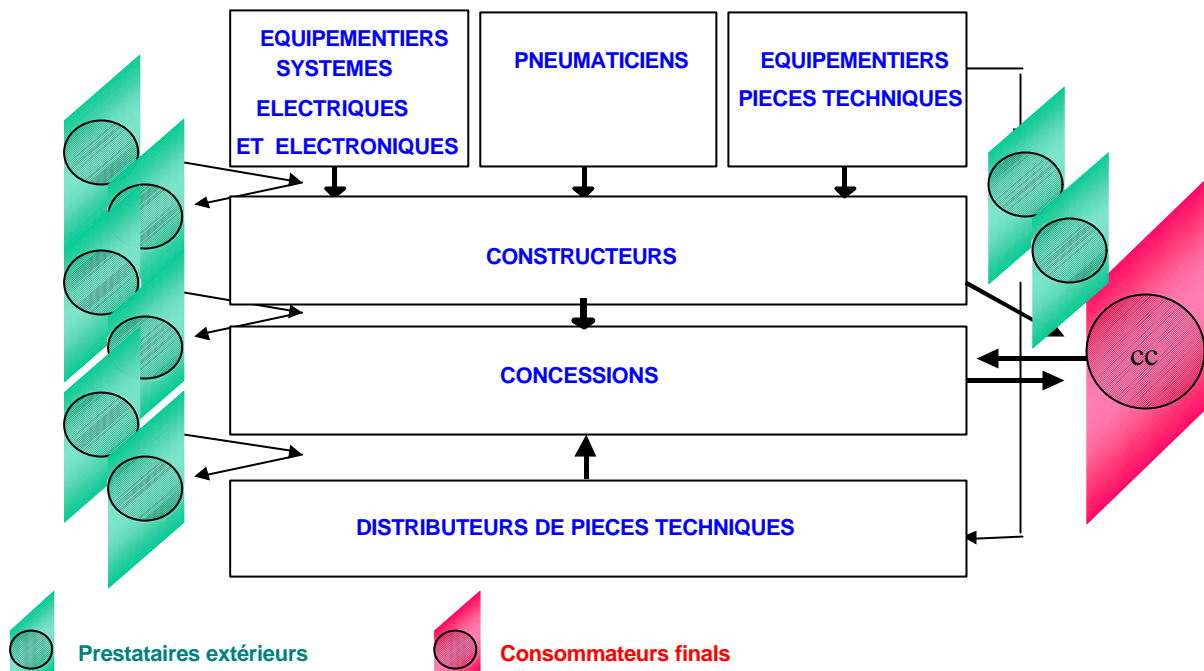 EQUIPEMENTIERS
SYSTEMES
ELECTRIQUES
ET ELECTRONIQUES
PNEUMATICIENS
EQUIPEMENTIERS
PIECES TECHNIQUES
CONSTRUCTEURS
CONCESSIONS
cc
DISTRIBUTEURS DE PIECES TECHNIQUES
Prestataires extérieurs
Consommateurs finals